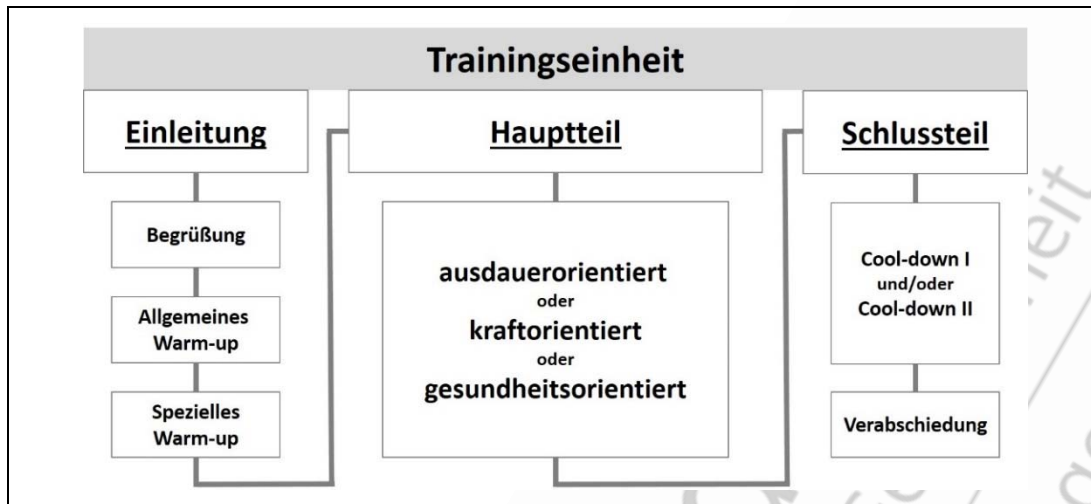 Trainingseinheit
Einleitung
Begrüßung
Allgemeines
Warm-up
Spezielles
Warm-up
Hauptteil
ausdauerorientiert
oder
kraftorientiert
oder
gesundheitsorientiert
Schlussteil
Cool-down I
und/oder
Cool-down II
Verabschiedung